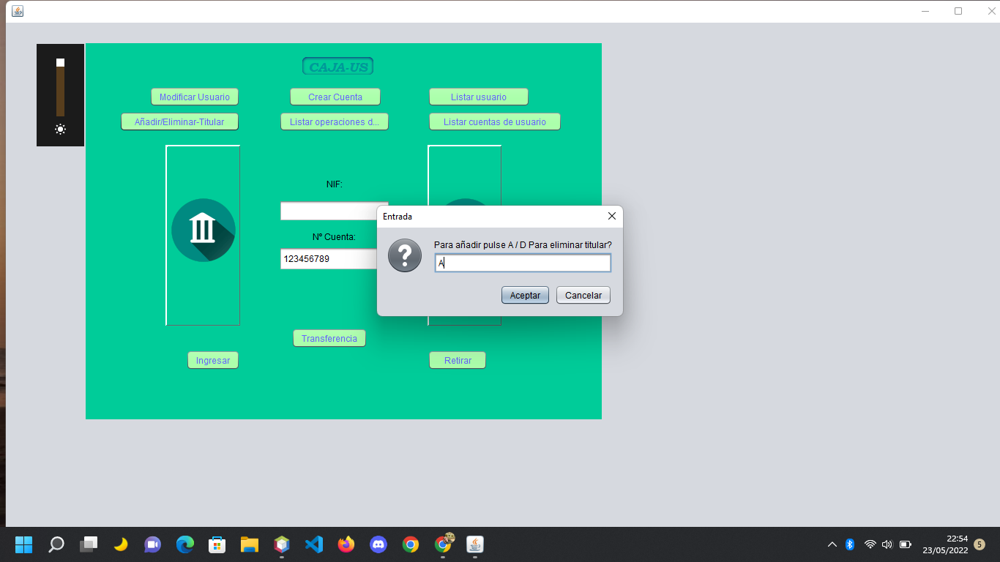 CAJA-US
Modificar Usuario
Crear Cuenta
Listar usuario
Añadir/Eliminar-Titular
Listar operaciones d...
Listar cuentas de usuario
NIF:
Nº Cuenta:
123456789
Entrada
Para añadir pulse A / D Para eliminar titular?
A
Aceptar
Cancelar
Transferencia
Ingresar
Retirar
22:54
23/05/2022
5